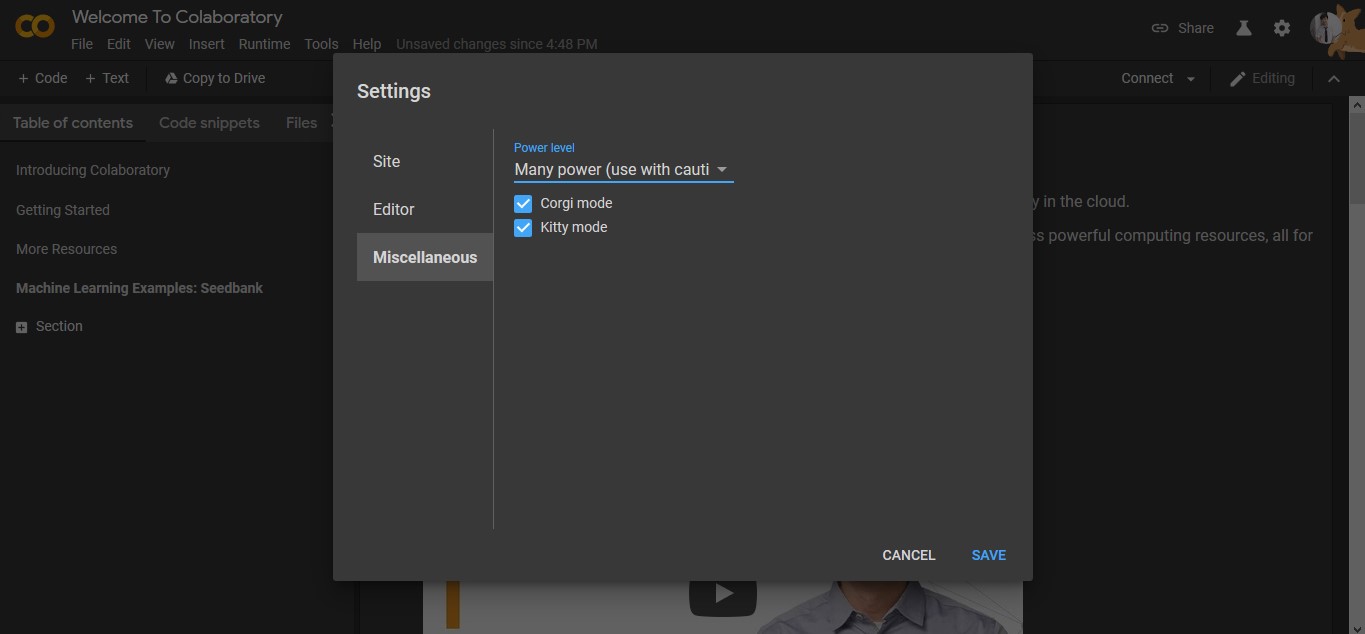 Welcome To Colaboratory
File Edit View Insert Runtime Tools Help Unsaved changes since 4:48 PM
Share
+ Code + Text Copy to Drive
Connect
Editing
Table of contents Code snippets Files
Introducing Colaboratory
Getting Started
More Resources
Machine Learning Examples: Seedbank
Section
Settings
Site
Editor
Miscellaneous
Power level
Many power (use with cauti
Corgi mode
Kitty mode
CANCEL SAVE
y in the cloud.
ss powerful computing resources, all for